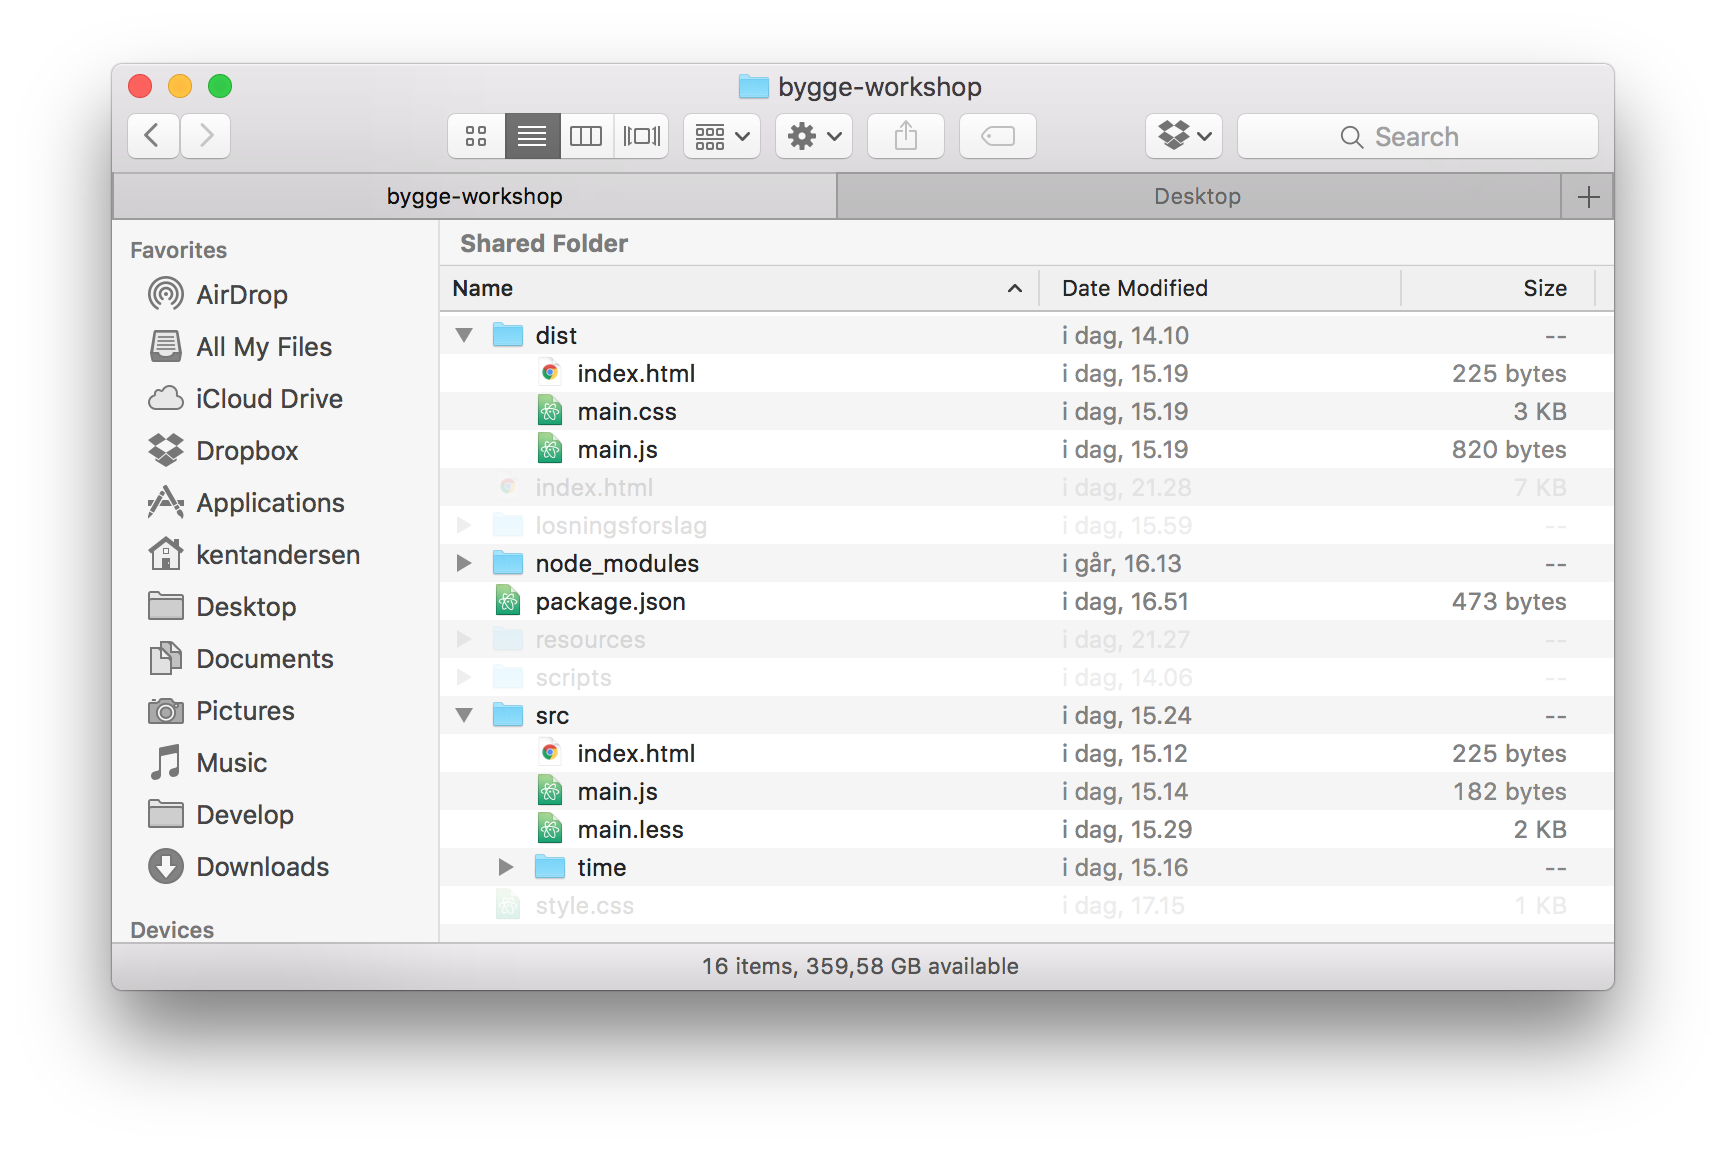 bygge-workshop
Search
bygge-workshop
Desktop
Favorites
AirDrop
All My Files
iCloud Drive
Dropbox
Applications
kentandersen
Desktop
Documents
Pictures
Music
Develop
Downloads
Devices
Shared Folder
Name Date Modified Size
dist i dag, 14.10 --
index.html i dag, 15.19 225 bytes
main.css i dag, 15.19 3 KB
main.js i dag, 15.19 820 bytes
index.html i dag, 21.28 7 KB
losningsforslag i dag, 15.59 --
node_modules i går, 16.13 --
package.json i dag, 16.51 473 bytes
resources i dag, 21.27 --
scripts i dag, 14.06 --
src i dag, 15.24 --
index.html i dag, 15.12 225 bytes
main.js i dag, 15.14 182 bytes
main.less i dag, 15.29 2 KB
time i dag, 15.16 --
style.css i dag, 17.15 1 KB
16 items, 359,58 GB available